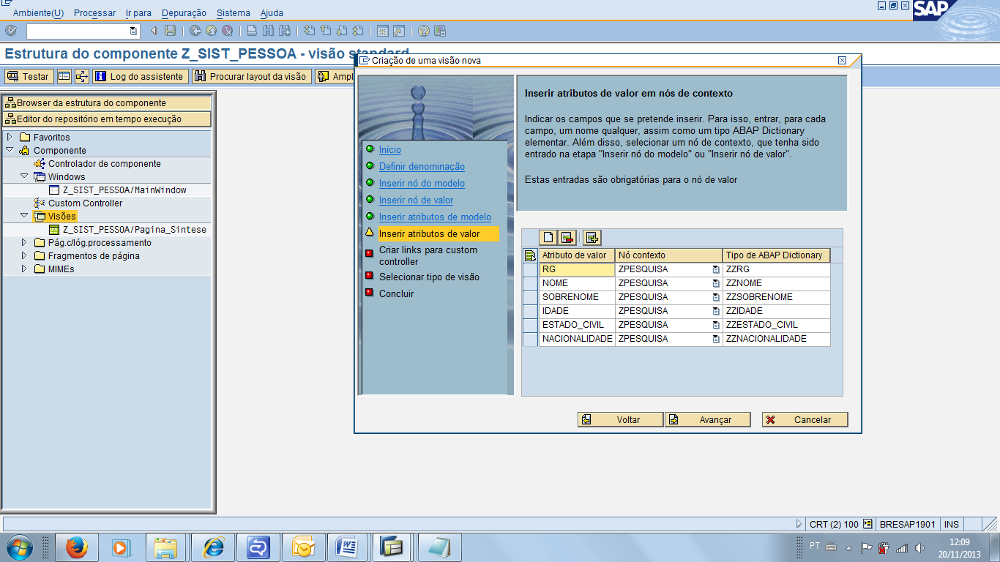 Ambiente(U) Processar Ir para Depuração Sistema Ajuda
SAP
Estrutura do componente Z_SIST_PESSOA - visão standard
Testar Log do assistente Procurar layout da visão Ampl
Browser da estrutura do componente
Editor do repositório em tempo execução
Favoritos
Componente
Controlador de componente
Windows
Z_SIST_PESSOA/MainWindow
Custom Controller
Visões
Z_SIST_PESSOA/Pagina_Sintese
Pág.c/lóg.processamento
Fragmentos de página
MIMEs
Criação de uma visão nova
Início
Definir denominação
Inserir nó do modelo
Inserir nó de valor
Inserir atributos de modelo
Inserir atributos de valor
Criar links para custom
controller
Selecionar tipo de visão
Concluir
Inserir atributos de valor em nós de contexto
Indicar os campos que se pretende inserir. Para isso, entrar, para cada
campo, um nome qualquer, assim como um tipo ABAP Dictionary
elementar. Além disso, selecionar um nó de contexto, que tenha sido
entrado na etapa "Inserir nó do modelo" ou "Inserir nó de valor".
Estas entradas são obrigatórias para o nó de valor
Atributo de valor Nó contexto Tipo de ABAP Dictionary
RG ZPESQUISA ZZRG
NOME ZPESQUISA ZZNOME
SOBRENOME ZPESQUISA ZZSOBRENOME
IDADE ZPESQUISA ZZIDADE
ESTADO_CIVIL ZPESQUISA ZZESTADO_CIVIL
NACIONALIDADE ZPESQUISA ZZNACIONALIDADE
Voltar Avançar Cancelar
CRT (2) 100 BRESAP1901 INS
PT
12:09
20/11/2013